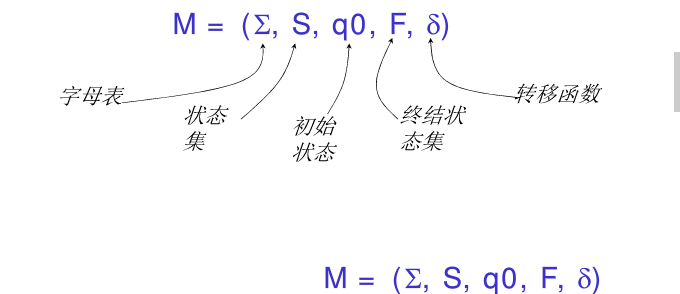 M = (Σ, S, q0, F, δ)
字母表
状态
集
初始
状态
终结状
态集
转移函数
M = (Σ, S, q0, F, δ)